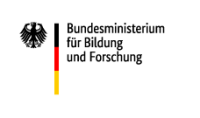 Bundesministerium
für Bildung
und Forschung